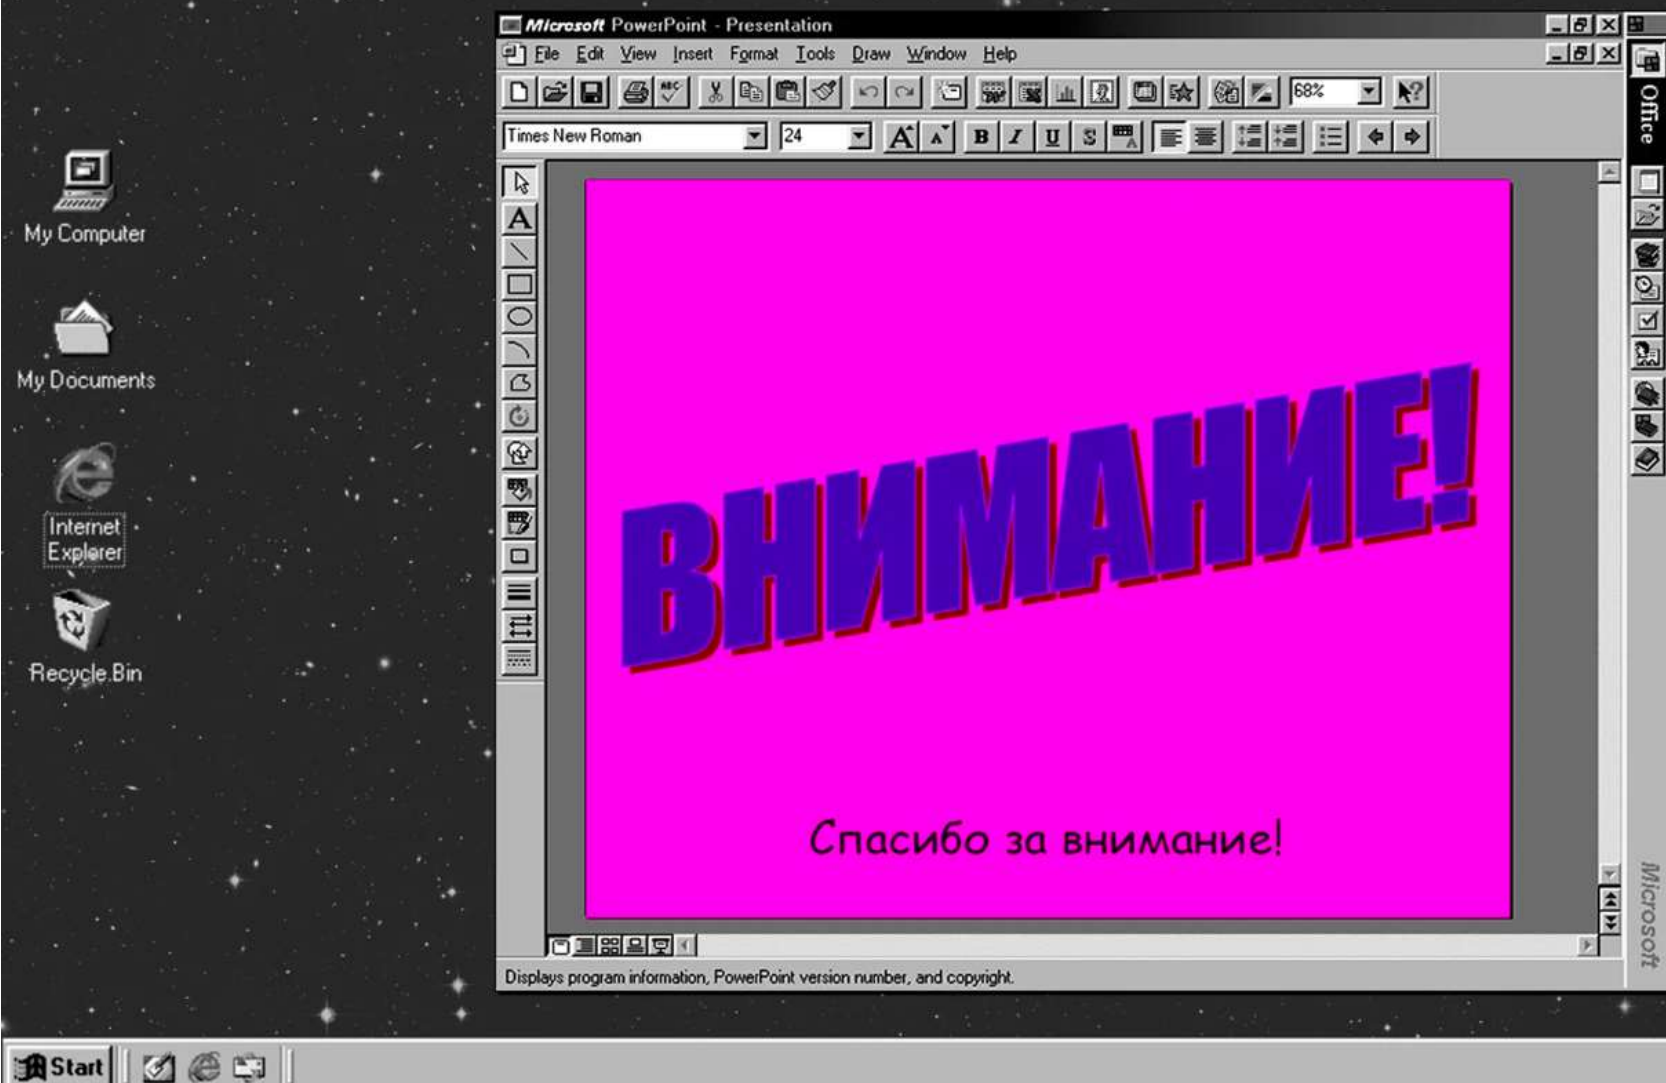 Microsoft PowerPoint - Presentation
File Edit View Insert Format Tools Draw Window Help
68%
Times New Roman 24
Office
My Computer
My Documents
Internet
Explorer
Recycle Bin
ВНИМАНИЕ!
Спасибо за внимание!
Microsoft
Displays program information, PowerPoint version number, and copyright.
Start